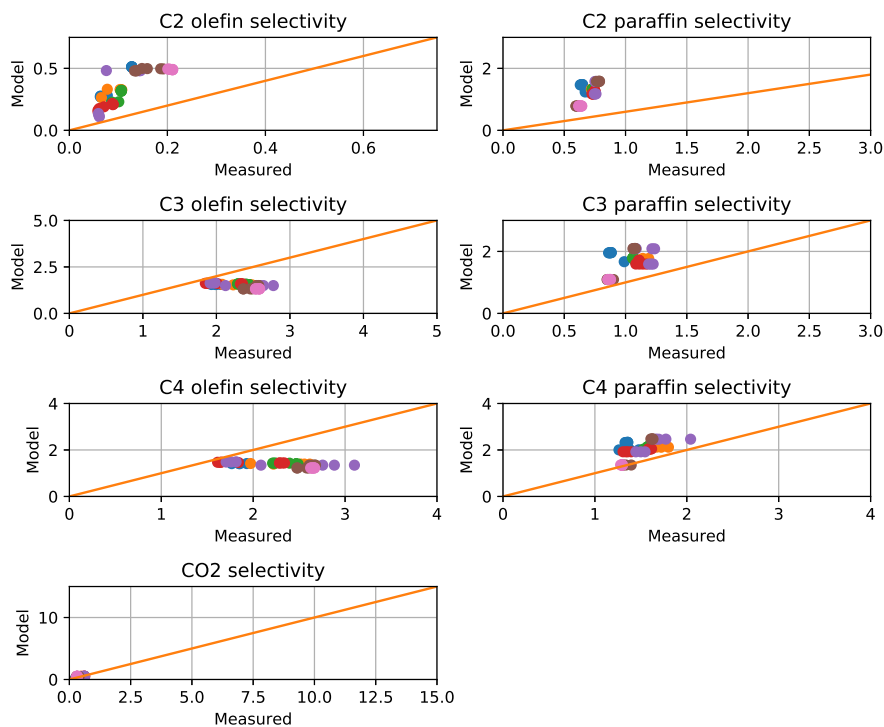 C2 olefin selectivity
C2 paraffin selectivity
Model
0.5
0.0
0.0 0.2 0.4 0.6
Measured
Model
2
0
0.0 0.5 1.0 1.5 2.0 2.5 3.0
Measured
C3 olefin selectivity
C3 paraffin selectivity
Model
5.0
2.5
0.0
0 1 2 3 4 5
Measured
Model
2
0
0.0 0.5 1.0 1.5 2.0 2.5 3.0
Measured
C4 olefin selectivity
C4 paraffin selectivity
Model
4
2
0
0 1 2 3 4
Measured
Model
4
2
0
0 1 2 3 4
Measured
CO2 selectivity
Model
10
0
0.0 2.5 5.0 7.5 10.0 12.5 15.0
Measured